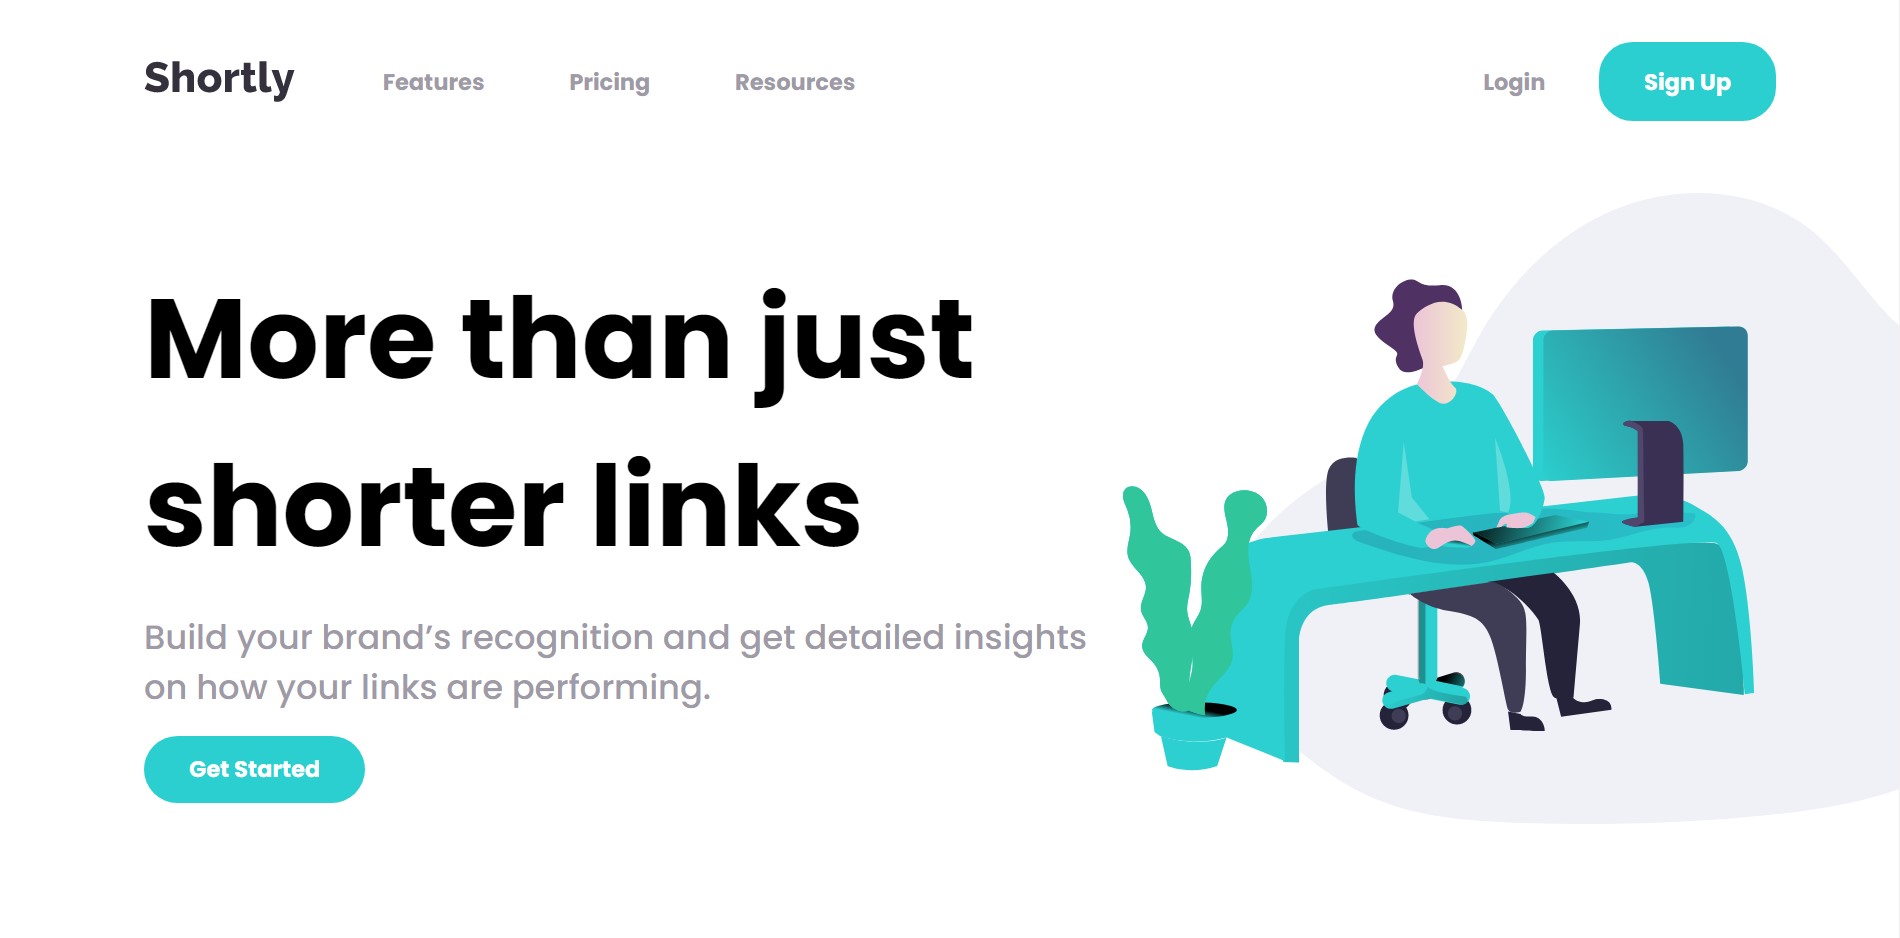 Shortly Features Pricing Resources Login Sign Up
More than just
shorter links
Build your brand’s recognition and get detailed insights
on how your links are performing.
Get Started